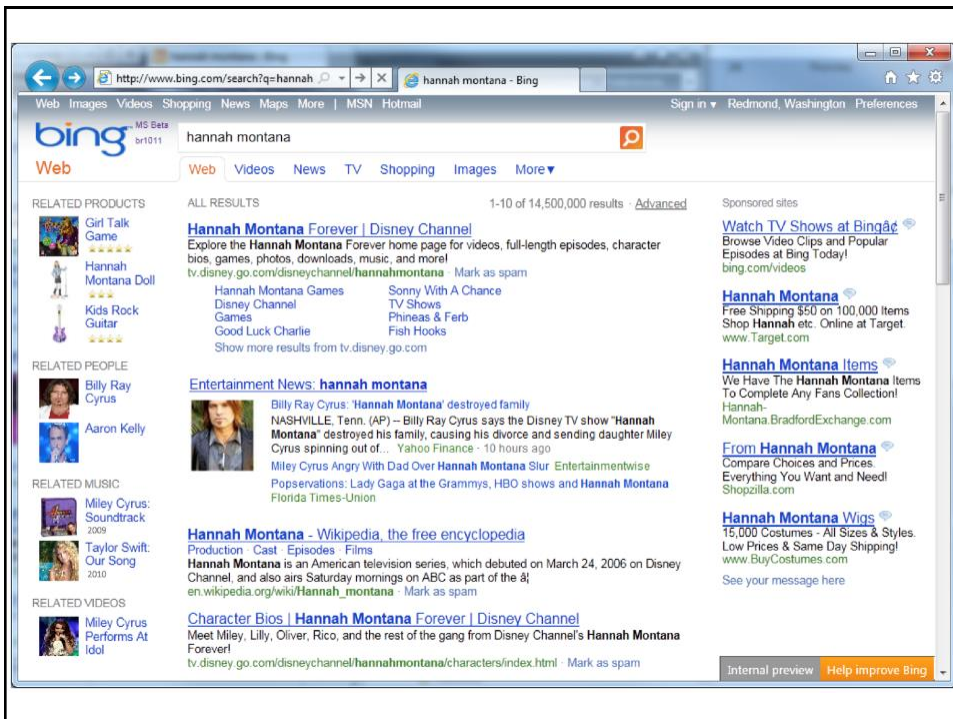 http://www.bing.com/search?q=hannah
hannah montana - Bing
Web Images Videos Shopping News Maps More | MSN Hotmail
Sign in ▾ Redmond, Washington Preferences
bing
MS Beta
br1011
hannah montana
Web
Web Videos News TV Shopping Images More▼
RELATED PRODUCTS
Girl Talk
Game
Hannah
Montana Doll
Kids Rock
Guitar
RELATED PEOPLE
Billy Ray
Cyrus
Aaron Kelly
RELATED MUSIC
Miley Cyrus:
Soundtrack
2009
Taylor Swift:
Our Song
2010
RELATED VIDEOS
Miley Cyrus
Performs At
Idol
ALL RESULTS
1-10 of 14,500,000 results · Advanced
Hannah Montana Forever | Disney Channel
Explore the Hannah Montana Forever home page for videos, full-length episodes, character
bios, games, photos, downloads, music, and more!
tv.disney.go.com/disneychannel/hannahmontana · Mark as spam
Hannah Montana Games
Disney Channel
Games
Good Luck Charlie
Sonny With A Chance
TV Shows
Phineas & Ferb
Fish Hooks
Show more results from tv.disney.go.com
Entertainment News: hannah montana
Billy Ray Cyrus: 'Hannah Montana' destroyed family
NASHVILLE, Tenn. (AP) – Billy Ray Cyrus says the Disney TV show "Hannah
Montana" destroyed his family, causing his divorce and sending daughter Miley
Cyrus spinning out of... Yahoo Finance · 10 hours ago
Miley Cyrus Angry With Dad Over Hannah Montana Slur Entertainmentwise
Popservations: Lady Gaga at the Grammys, HBO shows and Hannah Montana
Florida Times-Union
Hannah Montana - Wikipedia, the free encyclopedia
Production · Cast · Episodes · Films
Hannah Montana is an American television series, which debuted on March 24, 2006 on Disney
Channel, and also airs Saturday mornings on ABC as part of the â¦
en.wikipedia.org/wiki/Hannah_montana · Mark as spam
Character Bios | Hannah Montana Forever | Disney Channel
Meet Miley, Lilly, Oliver, Rico, and the rest of the gang from Disney Channel's Hannah Montana
Forever!
tv.disney.go.com/disneychannel/hannahmontana/characters/index.html · Mark as spam
Sponsored sites
Watch TV Shows at Bingâ¢
Browse Video Clips and Popular
Episodes at Bing Today!
bing.com/videos
Hannah Montana
Free Shipping $50 on 100,000 Items
Shop Hannah etc. Online at Target.
www.Target.com
Hannah Montana Items
We Have The Hannah Montana Items
To Complete Any Fans Collection!
Hannah-
Montana.BradfordExchange.com
From Hannah Montana
Compare Choices and Prices.
Everything You Want and Need!
Shopzilla.com
Hannah Montana Wigs
15,000 Costumes - All Sizes & Styles.
Low Prices & Same Day Shipping!
www.BuyCostumes.com
See your message here
Internal preview
Help improve Bing